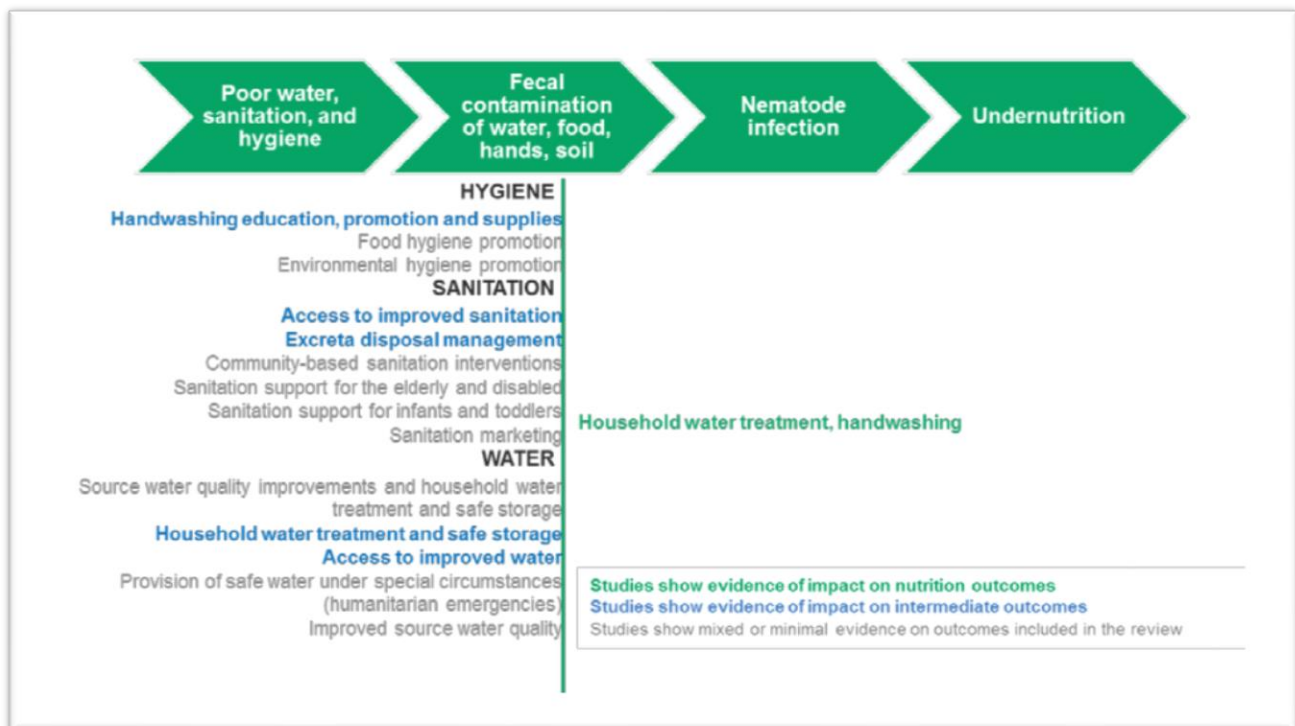 Poor water,
sanitation, and
hygiene
Fecal
contamination
of water, food,
hands, soil
Nematode
infection
Undernutrition
HYGIENE
Handwashing education, promotion and supplies
Food hygiene promotion
Environmental hygiene promotion
SANITATION
Access to improved sanitation
Excreta disposal management
Community-based sanitation interventions
Sanitation support for the elderly and disabled
Sanitation support for infants and toddlers
Sanitation marketing
WATER
Source water quality improvements and household water
treatment and safe storage
Household water treatment and safe storage
Access to improved water
Provision of safe water under special circumstances
(humanitarian emergencies)
Improved source water quality
Household water treatment, handwashing
Studies show evidence of impact on nutrition outcomes
Studies show evidence of impact on intermediate outcomes
Studies show mixed or minimal evidence on outcomes included in the review